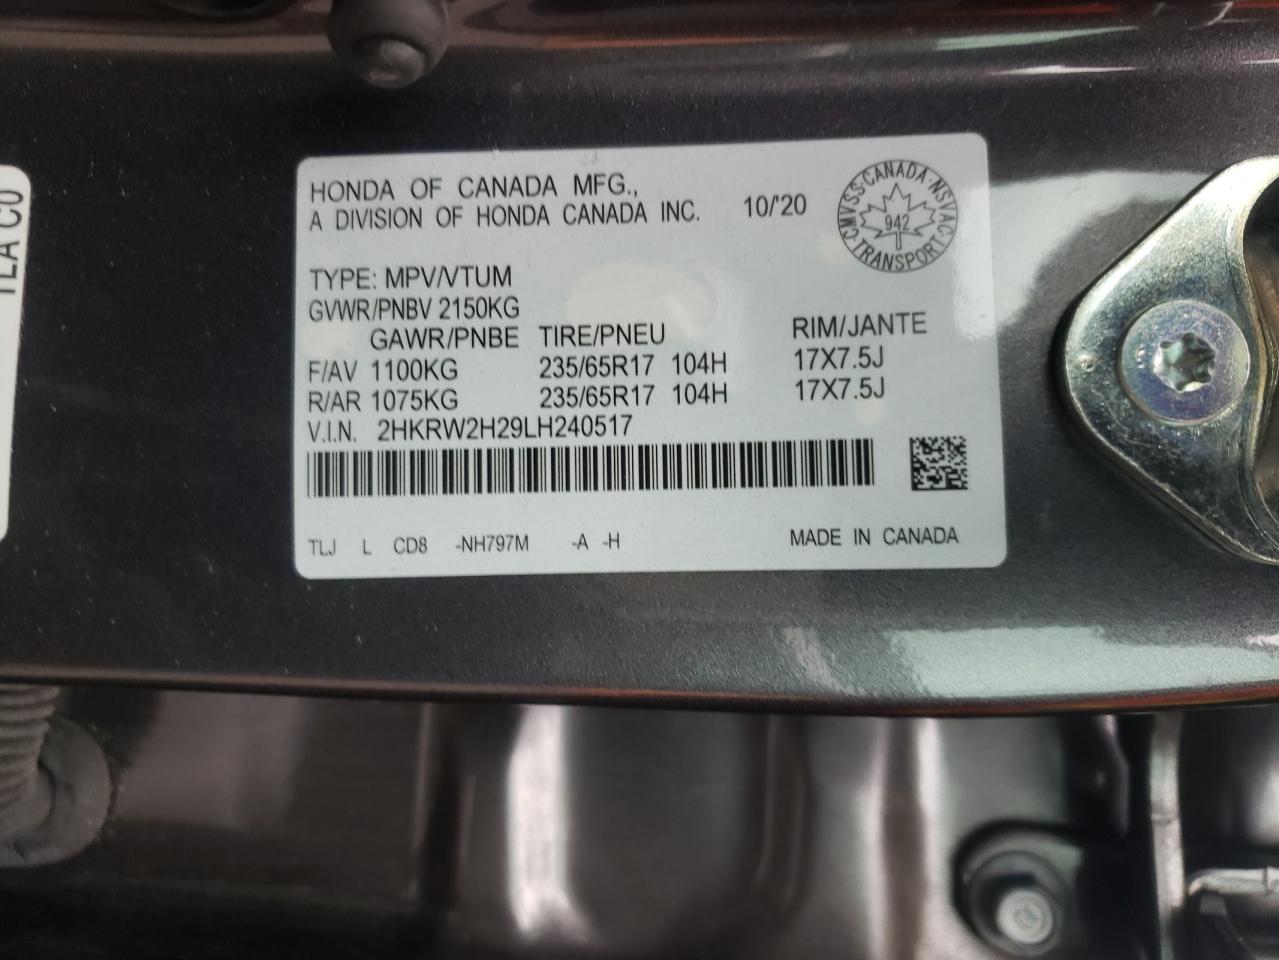 HONDA OF CANADA MFG.,
A DIVISION OF HONDA CANADA INC. 10/'20
CMVSS·CANADA·NSVAC·TRANSPORT·
942
TYPE: MPV/VTUM
GVWR/PNBV 2150KG
GAWR/PNBE TIRE/PNEU RIM/JANTE
F/AV 1100KG 235/65R17 104H 17X7.5J
R/AR 1075KG 235/65R17 104H 17X7.5J
V.I.N. 2HKRW2H29LH240517
TLJ L CD8 -NH797M -A -H MADE IN CANADA
TLA C0